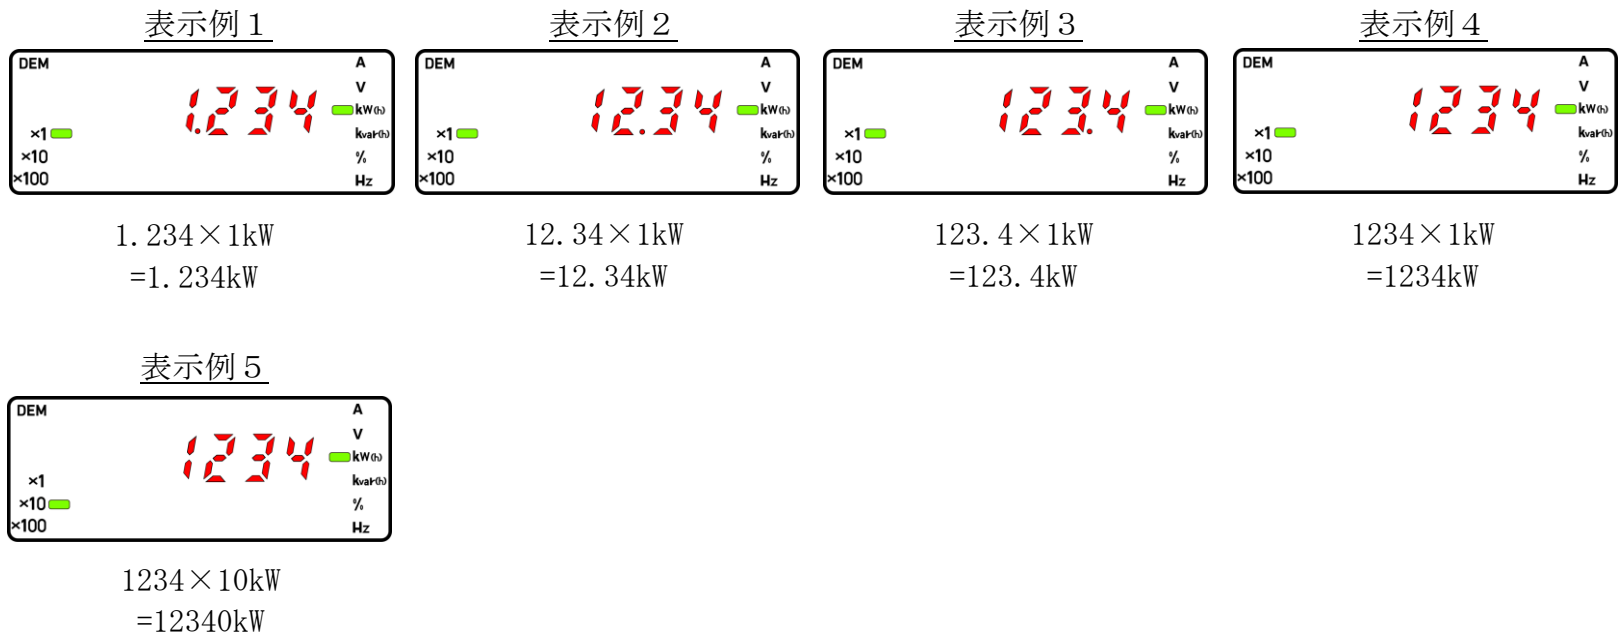 表示例１
DEM
A
V
1.234
kW(h)
×1
kvar(h)
×10
%
×100
Hz
1.234×1kW
=1.234kW
表示例２
DEM
A
V
12.34
kW(h)
×1
kvar(h)
×10
%
×100
Hz
12.34×1kW
=12.34kW
表示例３
DEM
A
V
123.4
kW(h)
×1
kvar(h)
×10
%
×100
Hz
123.4×1kW
=123.4kW
表示例４
DEM
A
V
1234
kW(h)
×1
kvar(h)
×10
%
×100
Hz
1234×1kW
=1234kW
表示例５
DEM
A
V
1234
kW(h)
×1
kvar(h)
×10
%
×100
Hz
1234×10kW
=12340kW